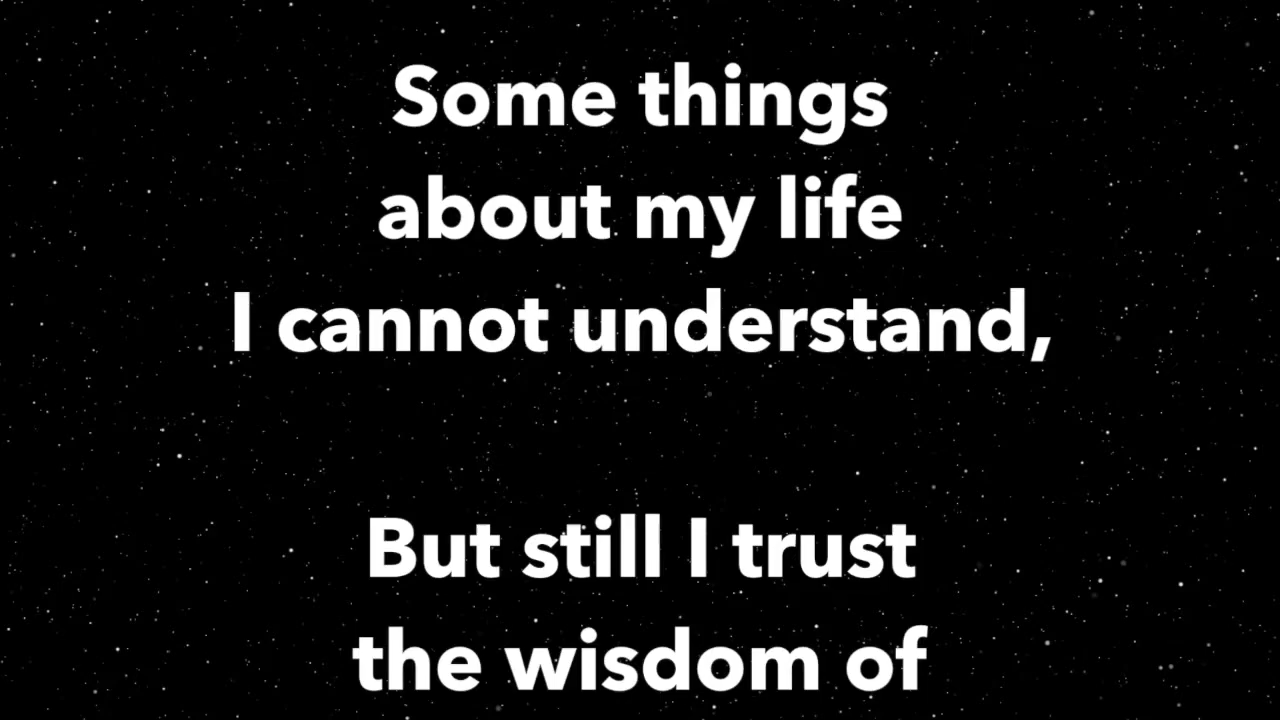 Some things
about my life
I cannot understand,
But still I trust
the wisdom of